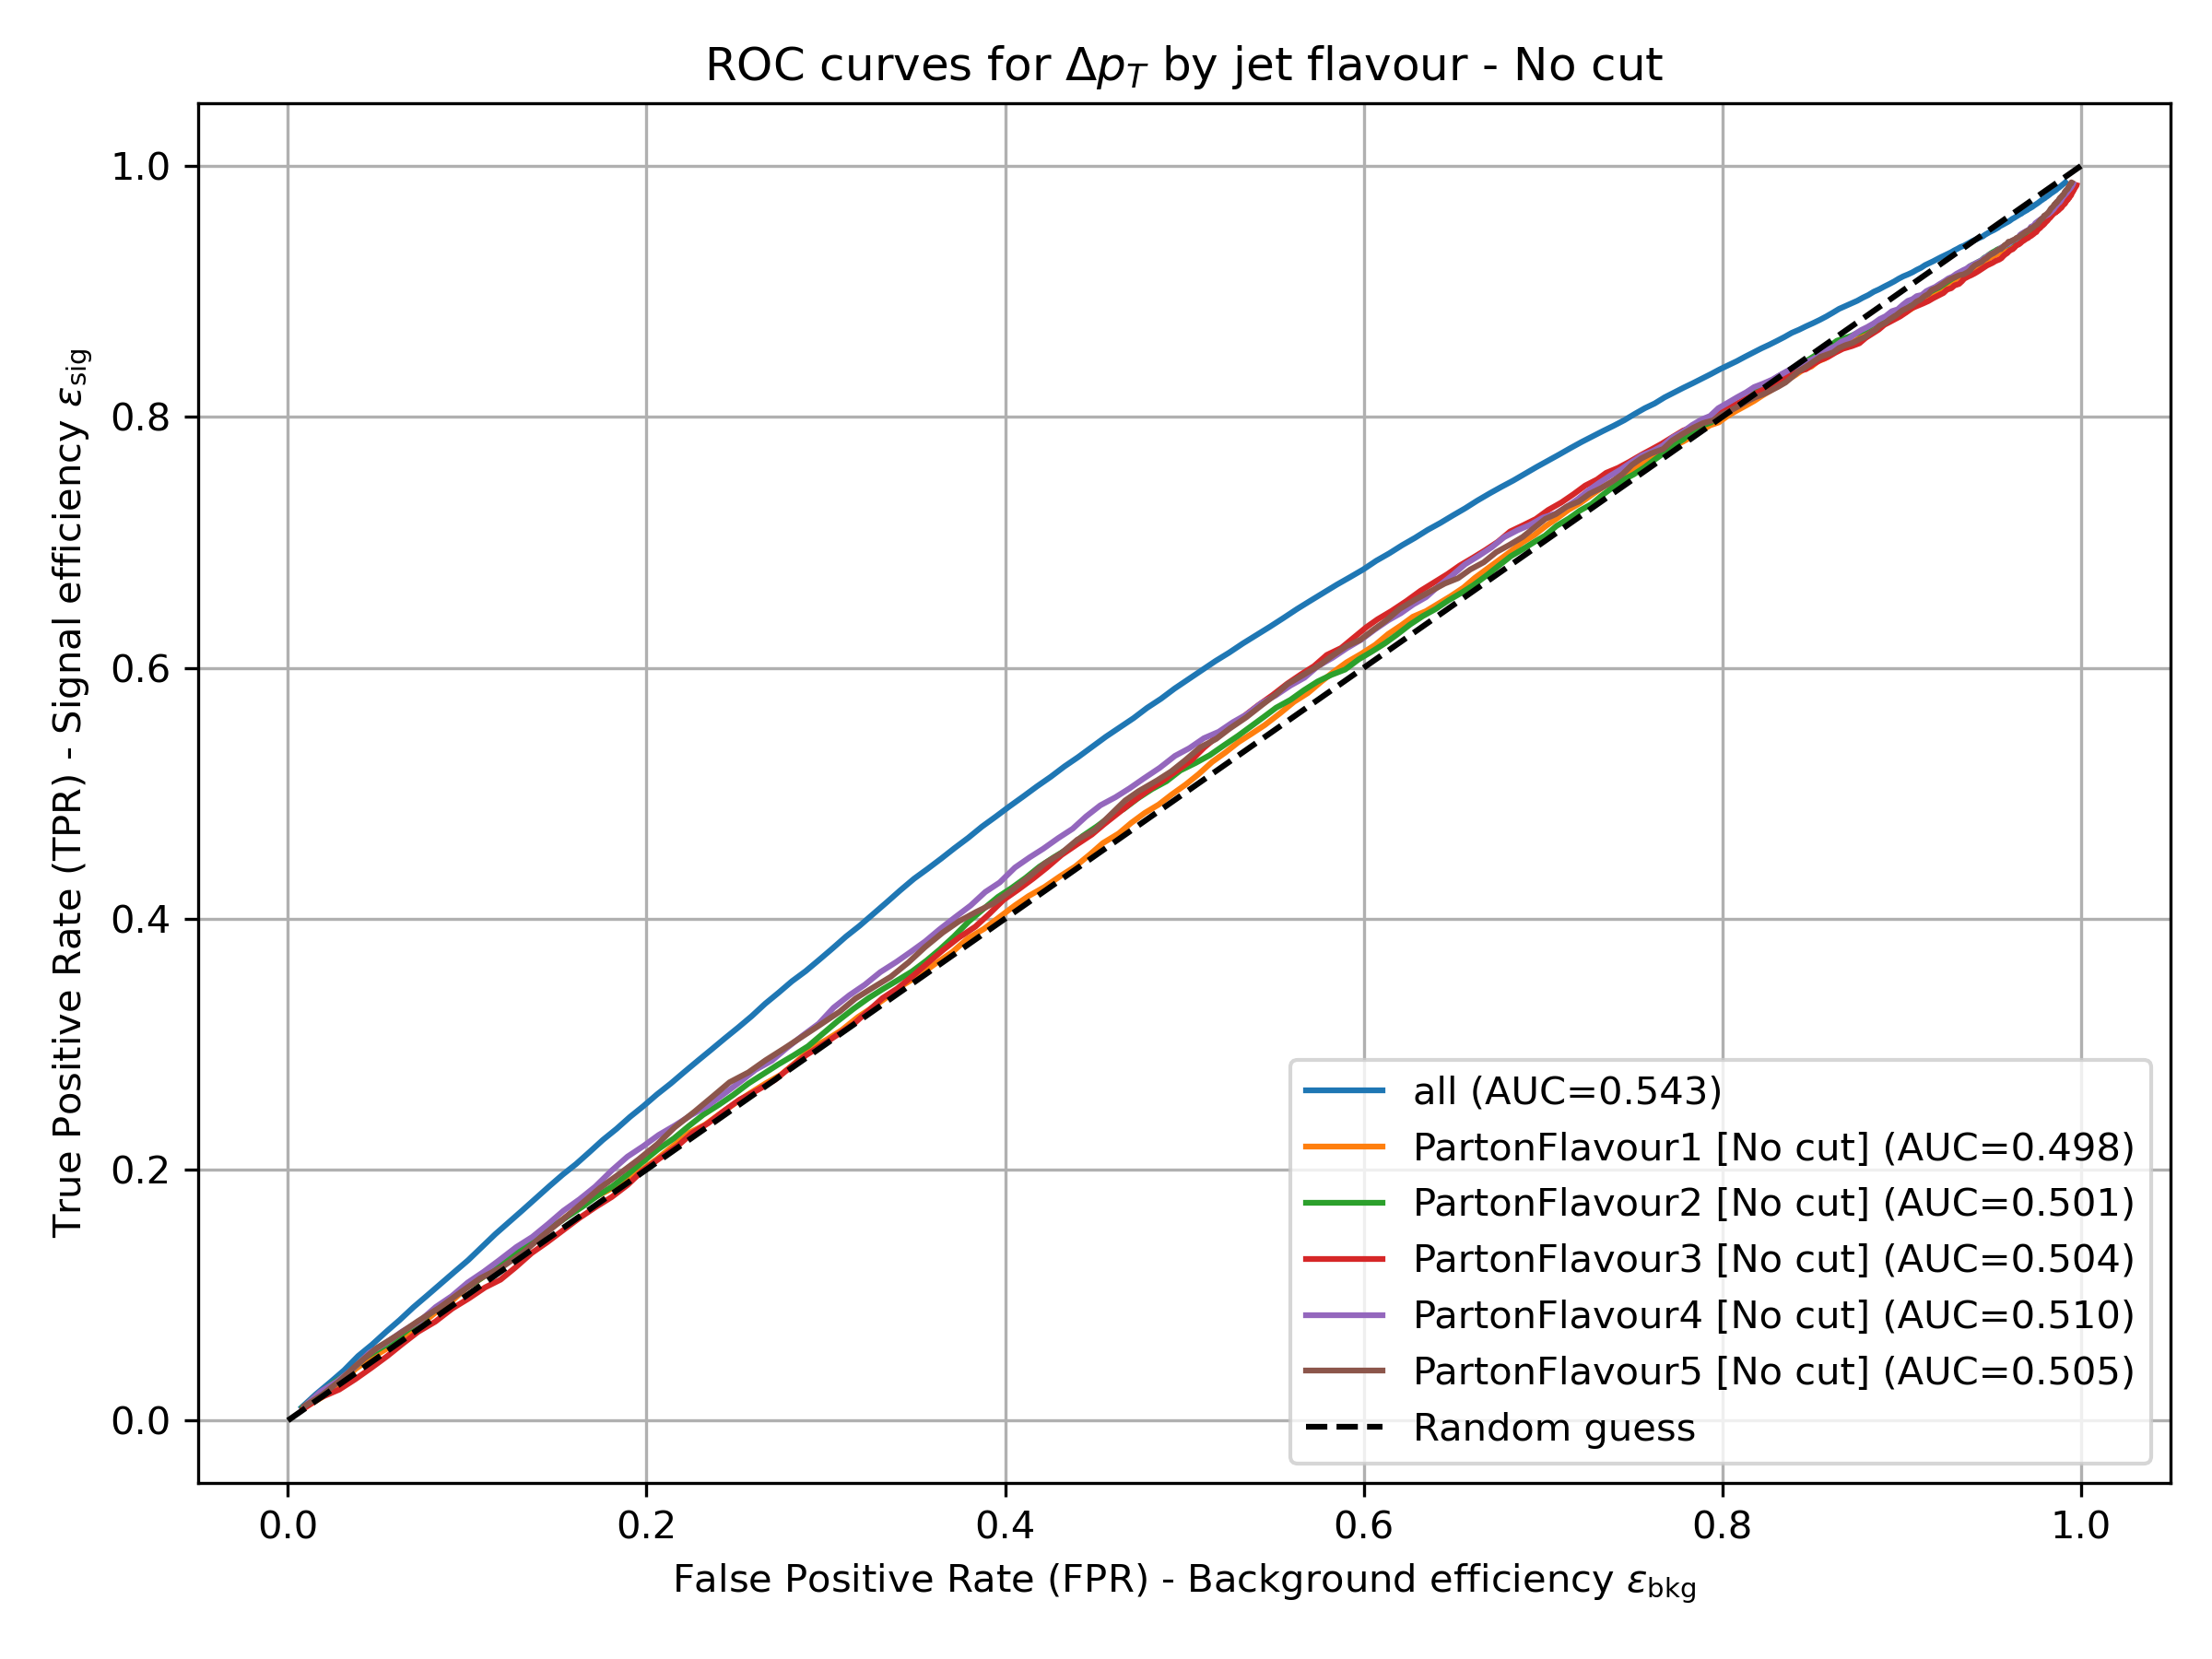 ROC curves for Δp_T by jet flavour - No cut
True Positive Rate (TPR) - Signal efficiency ε_sig
1.0
0.8
0.6
0.4
0.2
0.0
all (AUC=0.543)
PartonFlavour1 [No cut] (AUC=0.498)
PartonFlavour2 [No cut] (AUC=0.501)
PartonFlavour3 [No cut] (AUC=0.504)
PartonFlavour4 [No cut] (AUC=0.510)
PartonFlavour5 [No cut] (AUC=0.505)
Random guess
0.0 0.2 0.4 0.6 0.8 1.0
False Positive Rate (FPR) - Background efficiency ε_bkg